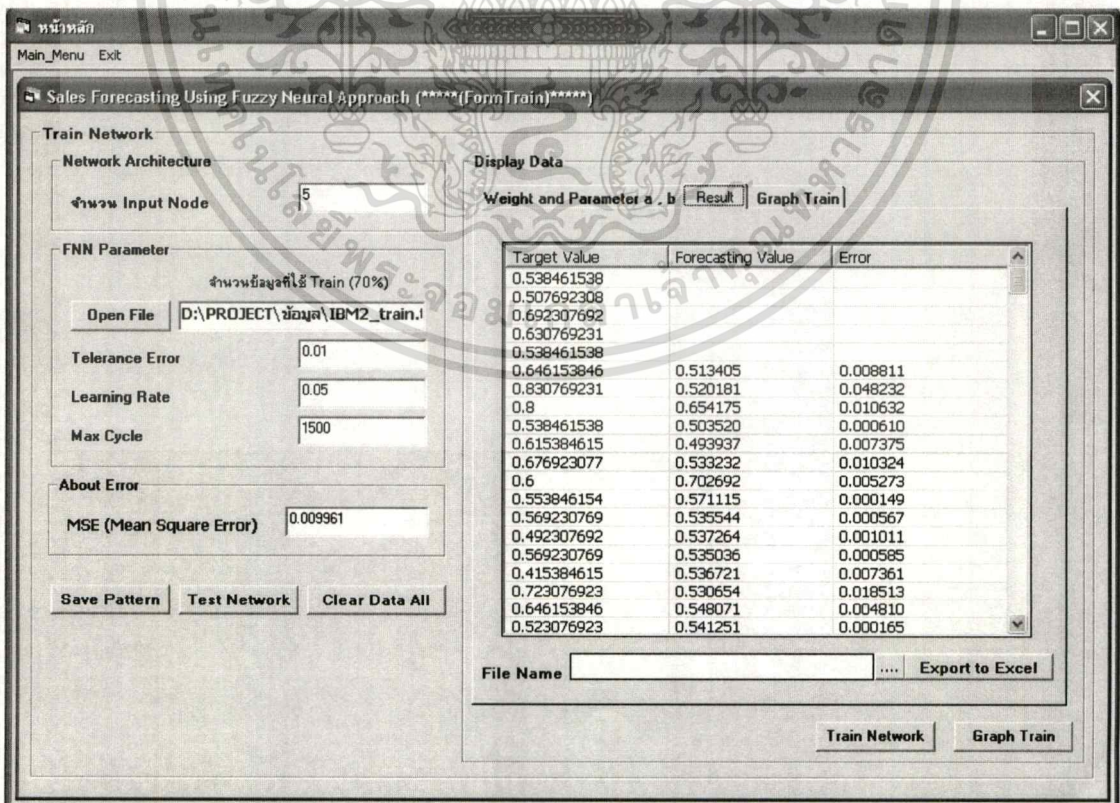 หน้าหลัก
Main_Menu Exit
Sales Forecasting Using Fuzzy Neural Approach (*****(FormTrain)*****)
Train Network
Network Architecture
จำนวน Input Node 5
FNN Parameter
จำนวนข้อมูลที่ใช้ Train (70%)
Open File D:\PROJECT\ข้อมูล\IBM2_train.t
Telerance Error 0.01
Learning Rate 0.05
Max Cycle 1500
About Error
MSE (Mean Square Error) 0.009961
Save Pattern Test Network Clear Data All
Display Data
Weight and Parameter a , b Result Graph Train
Target Value Forecasting Value Error
0.538461538
0.507692308
0.692307692
0.630769231
0.538461538
0.646153846 0.513405 0.008811
0.830769231 0.520181 0.048232
0.8 0.654175 0.010632
0.538461538 0.503520 0.000610
0.615384615 0.493937 0.007375
0.676923077 0.533232 0.010324
0.6 0.702692 0.005273
0.553846154 0.571115 0.000149
0.569230769 0.535544 0.000567
0.492307692 0.537264 0.001011
0.569230769 0.535036 0.000585
0.415384615 0.536721 0.007361
0.723076923 0.530654 0.018513
0.646153846 0.548071 0.004810
0.523076923 0.541251 0.000165
File Name .... Export to Excel
Train Network Graph Train